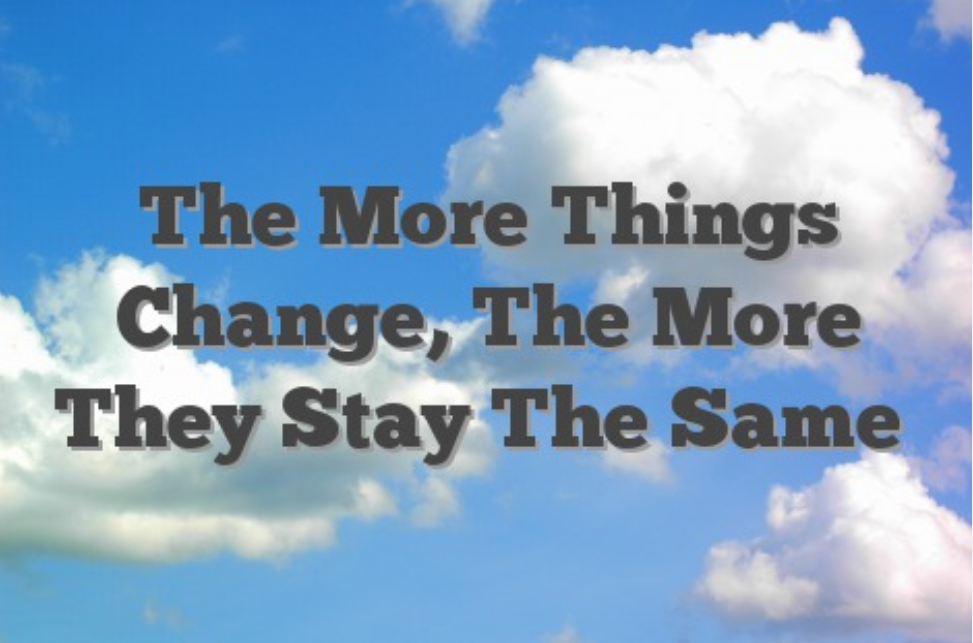 The More Things
Change, The More
They Stay The Same